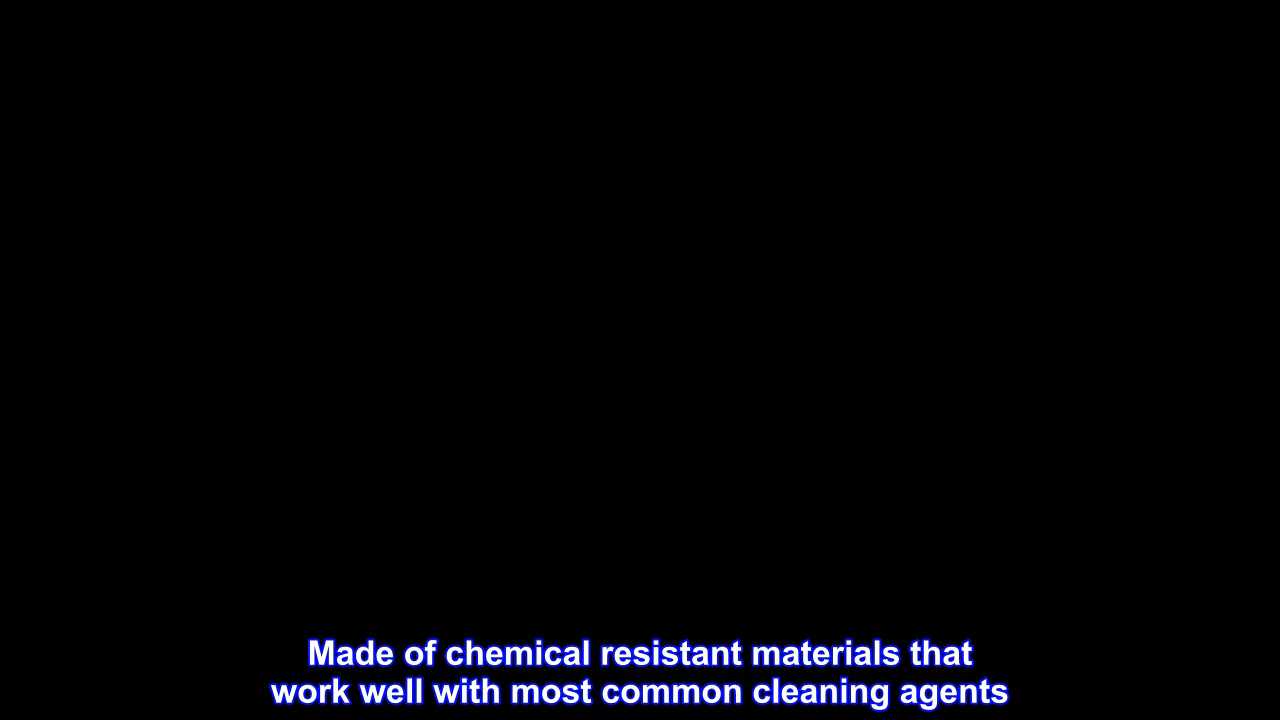 Made of chemical resistant materials that
work well with most common cleaning agents